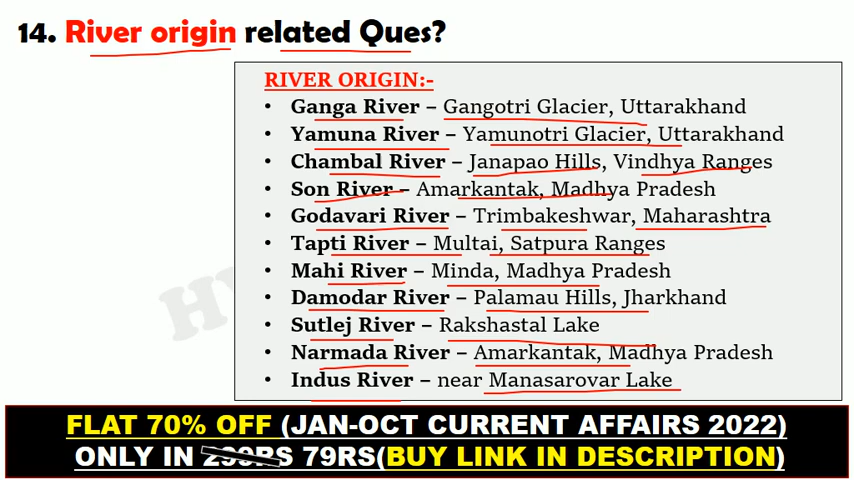 14. River origin related Ques?
RIVER ORIGIN:-
• Ganga River – Gangotri Glacier, Uttarakhand
• Yamuna River – Yamunotri Glacier, Uttarakhand
• Chambal River – Janapao Hills, Vindhya Ranges
• Son River – Amarkantak, Madhya Pradesh
• Godavari River – Trimbakeshwar, Maharashtra
• Tapti River – Multai, Satpura Ranges
• Mahi River – Minda, Madhya Pradesh
• Damodar River – Palamau Hills, Jharkhand
• Sutlej River – Rakshastal Lake
• Narmada River – Amarkantak, Madhya Pradesh
• Indus River – near Manasarovar Lake
FLAT 70% OFF (JAN-OCT CURRENT AFFAIRS 2022)
ONLY IN 299RS 79RS(BUY LINK IN DESCRIPTION)